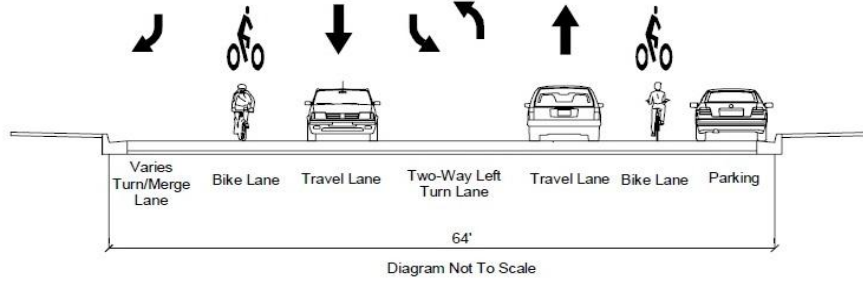 Varies
Turn/Merge
Lane
Bike Lane
Travel Lane
Two-Way Left
Turn Lane
Travel Lane
Bike Lane
Parking
64'
Diagram Not To Scale